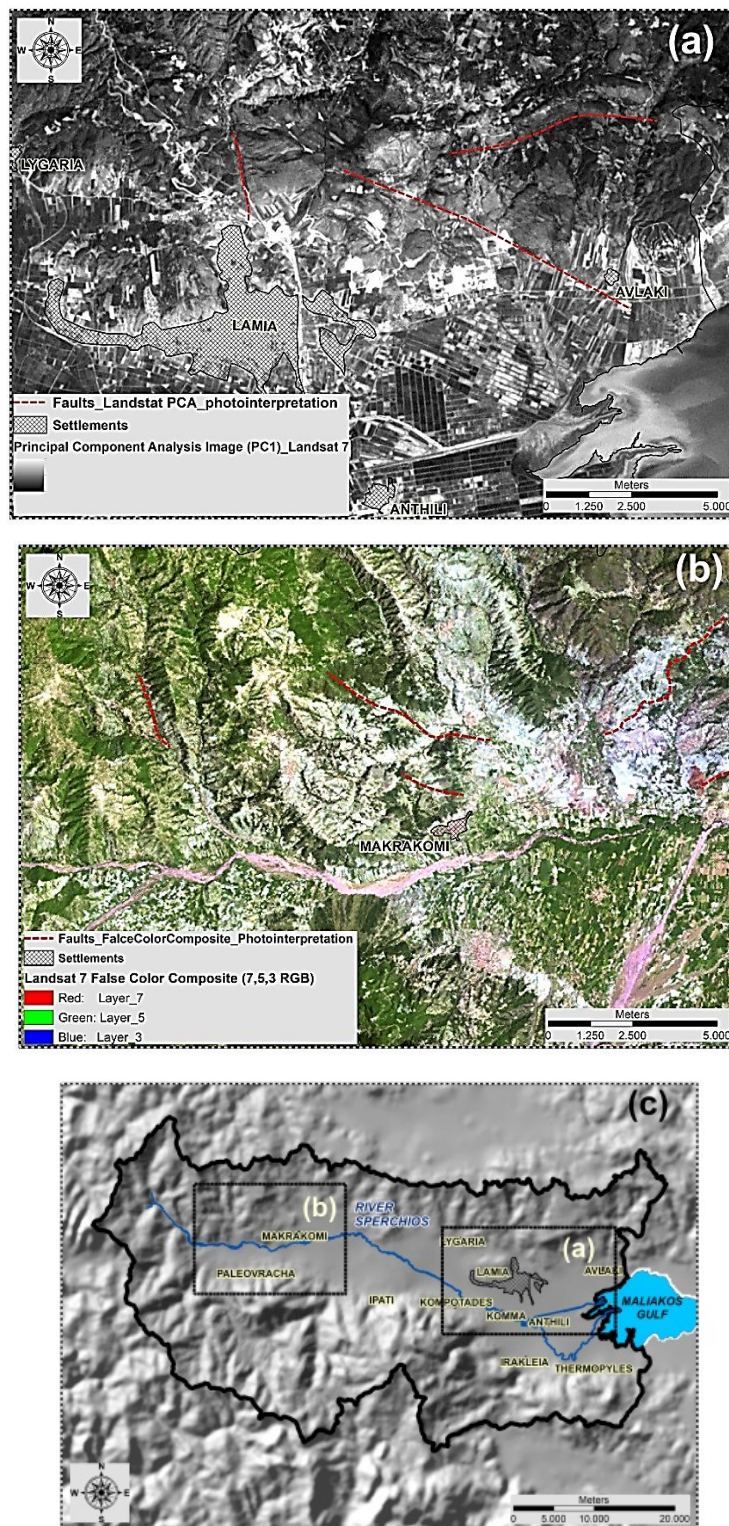 (a)
N
W E
S
LYGARIA
AVLAKI
LAMIA
Faults_Landstat PCA_photointerpretation
Settlements
Principal Component Analysis Image (PC1)_Landsat 7
ANTHILI
Meters
0 1.250 2.500 5.000
(b)
N
W E
S
MAKRAKOMI
Faults_FalceColorComposite_Photointerpretation
Settlements
Landsat 7 False Color Composite (7,5,3 RGB)
Red: Layer_7
Green: Layer_5
Blue: Layer_3
Meters
0 1.250 2.500 5.000
(c)
(b)
RIVER
SPERCHIOS
MAKRAKOMI
LYGARIA
(a)
PALEOVRACHA
LAMIA
AVLAKI
IPATI
KOMPOTADES
MALIAKOS
GULF
KOMMA
ANTHILI
IRAKLEIA
THERMOPYLES
N
W E
S
Meters
0 5.000 10.000 20.000